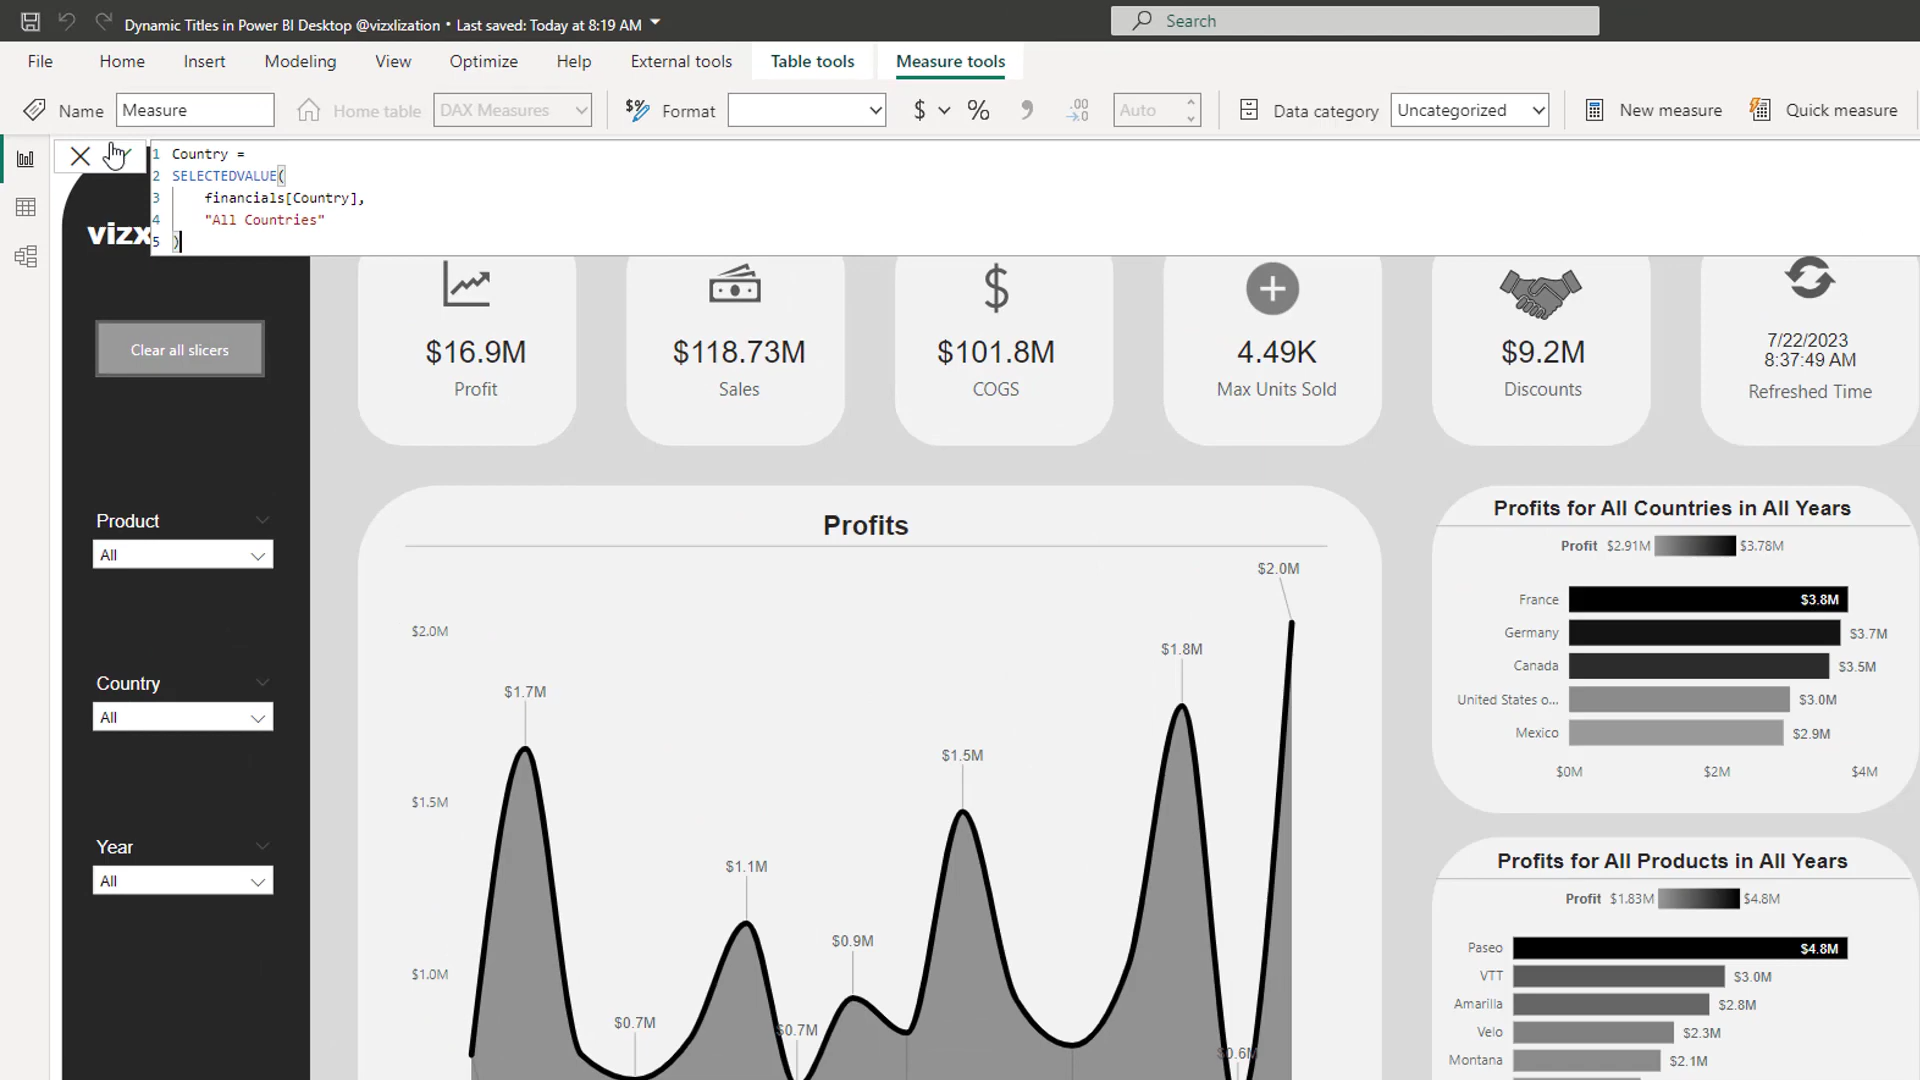 Dynamic Titles in Power BI Desktop @vizxlization • Last saved: Today at 8:19 AM
Search
File Home Insert Modeling View Optimize Help External tools Table tools Measure tools
Name Measure Home table DAX Measures Format $ % Auto Data category Uncategorized New measure Quick measure
1 Country =
2 SELECTEDVALUE(
3 financials[Country],
4 "All Countries"
5 )
vizx
Clear all slicers
Product
All
Country
All
Year
All
$16.9M
Profit
$118.73M
Sales
$101.8M
COGS
4.49K
Max Units Sold
$9.2M
Discounts
7/22/2023
8:37:49 AM
Refreshed Time
Profits
$2.0M
$1.5M
$1.0M
$1.7M
$0.7M
$1.1M
$0.7M
$0.9M
$1.5M
$1.8M
$0.6M
$2.0M
Profits for All Countries in All Years
Profit $2.91M $3.78M
France $3.8M
Germany $3.7M
Canada $3.5M
United States o... $3.0M
Mexico $2.9M
$0M $2M $4M
Profits for All Products in All Years
Profit $1.83M $4.8M
Paseo $4.8M
VTT $3.0M
Amarilla $2.8M
Velo $2.3M
Montana $2.1M